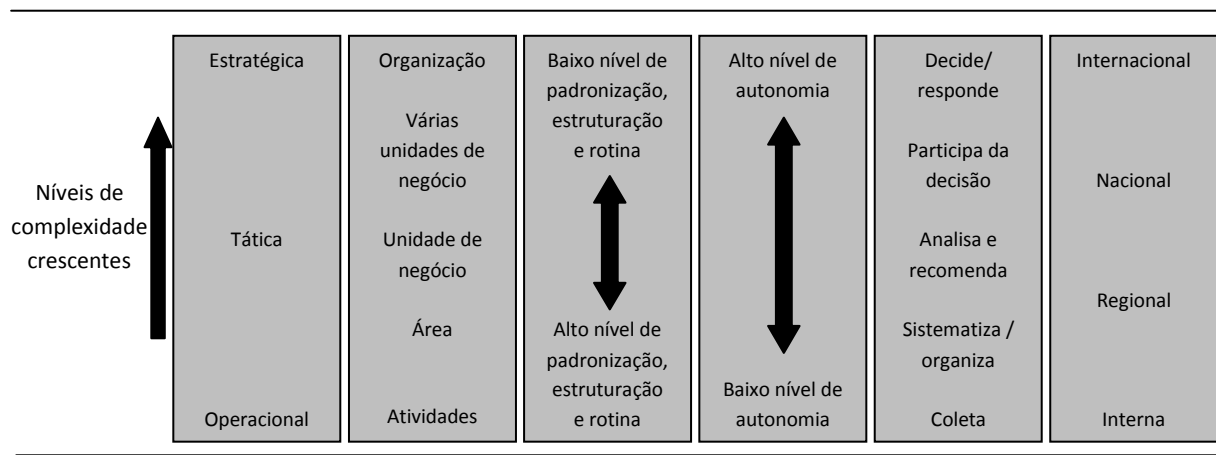 Níveis de
complexidade
crescentes
Estratégica
Tática
Operacional
Organização
Várias
unidades de
negócio
Unidade de
negócio
Área
Atividades
Baixo nível de
padronização,
estruturação
e rotina
Alto nível de
padronização,
estruturação
e rotina
Alto nível de
autonomia
Baixo nível de
autonomia
Decide/
responde
Participa da
decisão
Analisa e
recomenda
Sistematiza /
organiza
Coleta
Internacional
Nacional
Regional
Interna